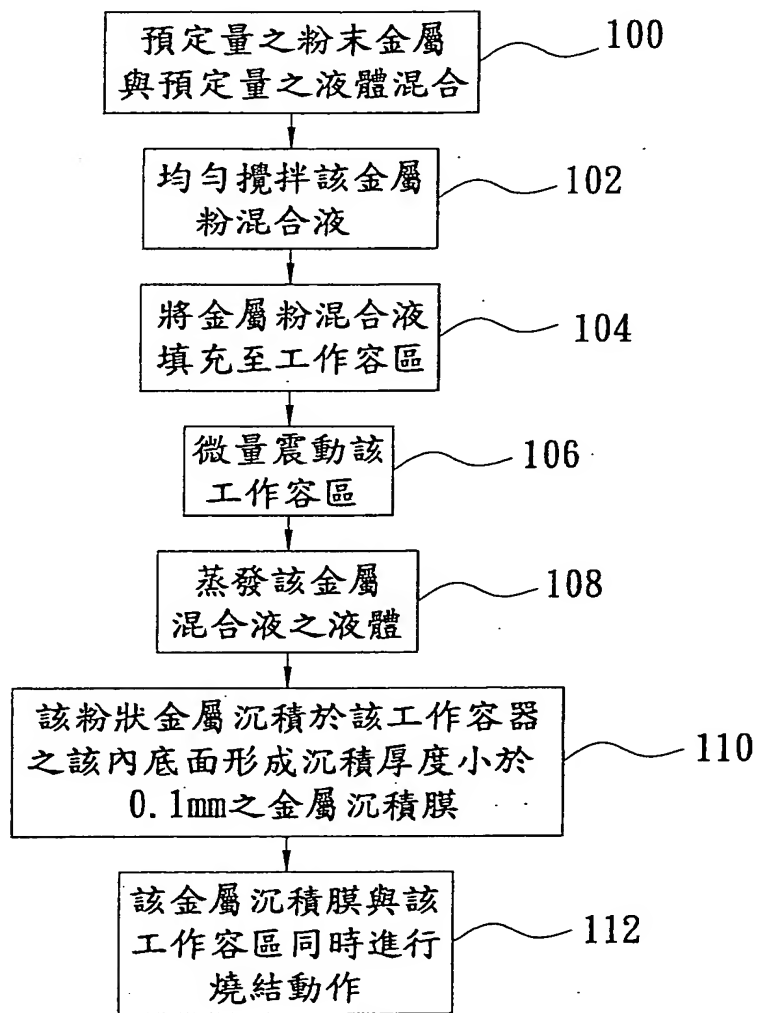 預定量之粉末金屬
與預定量之液體混合
100
均勻攪拌該金屬
粉混合液
102
將金屬粉混合液
填充至工作容區
104
微量震動該
工作容區
106
蒸發該金屬
混合液之液體
108
該粉狀金屬沉積於該工作容器
之該內底面形成沉積厚度小於
0.1mm之金屬沉積膜
110
該金屬沉積膜與該
工作容區同時進行
燒結動作
112